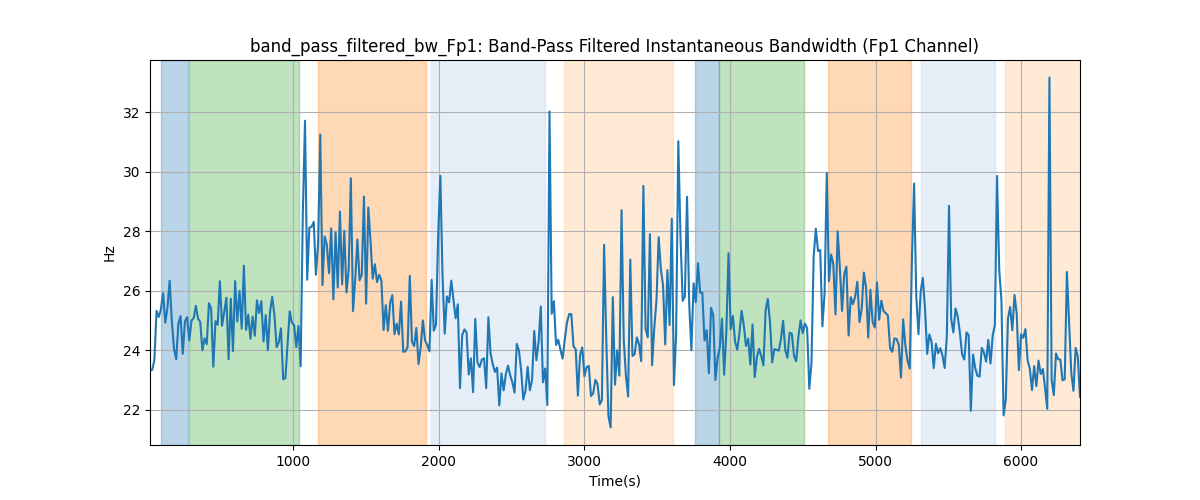 band_pass_filtered_bw_Fp1: Band-Pass Filtered Instantaneous Bandwidth (Fp1 Channel)
32
30
28
26
24
22
Hz
1000 2000 3000 4000 5000 6000
Time(s)